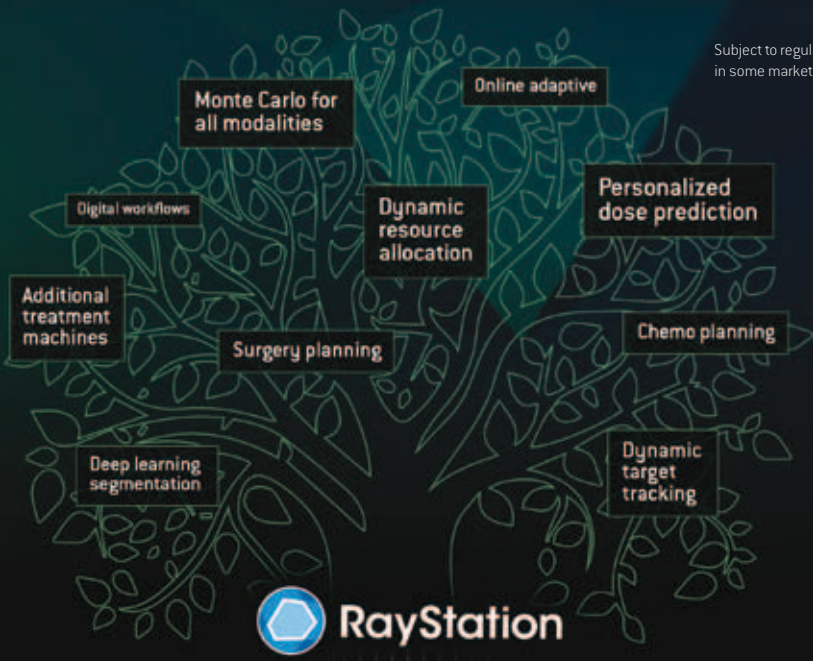 Subject to regul
in some market
Monte Carlo for
all modalities
Online adaptive
Digital workflows
Dynamic
resource
allocation
Personalized
dose prediction
Additional
treatment
machines
Surgery planning
Chemo planning
Deep learning
segmentation
Dynamic
target
tracking
RayStation